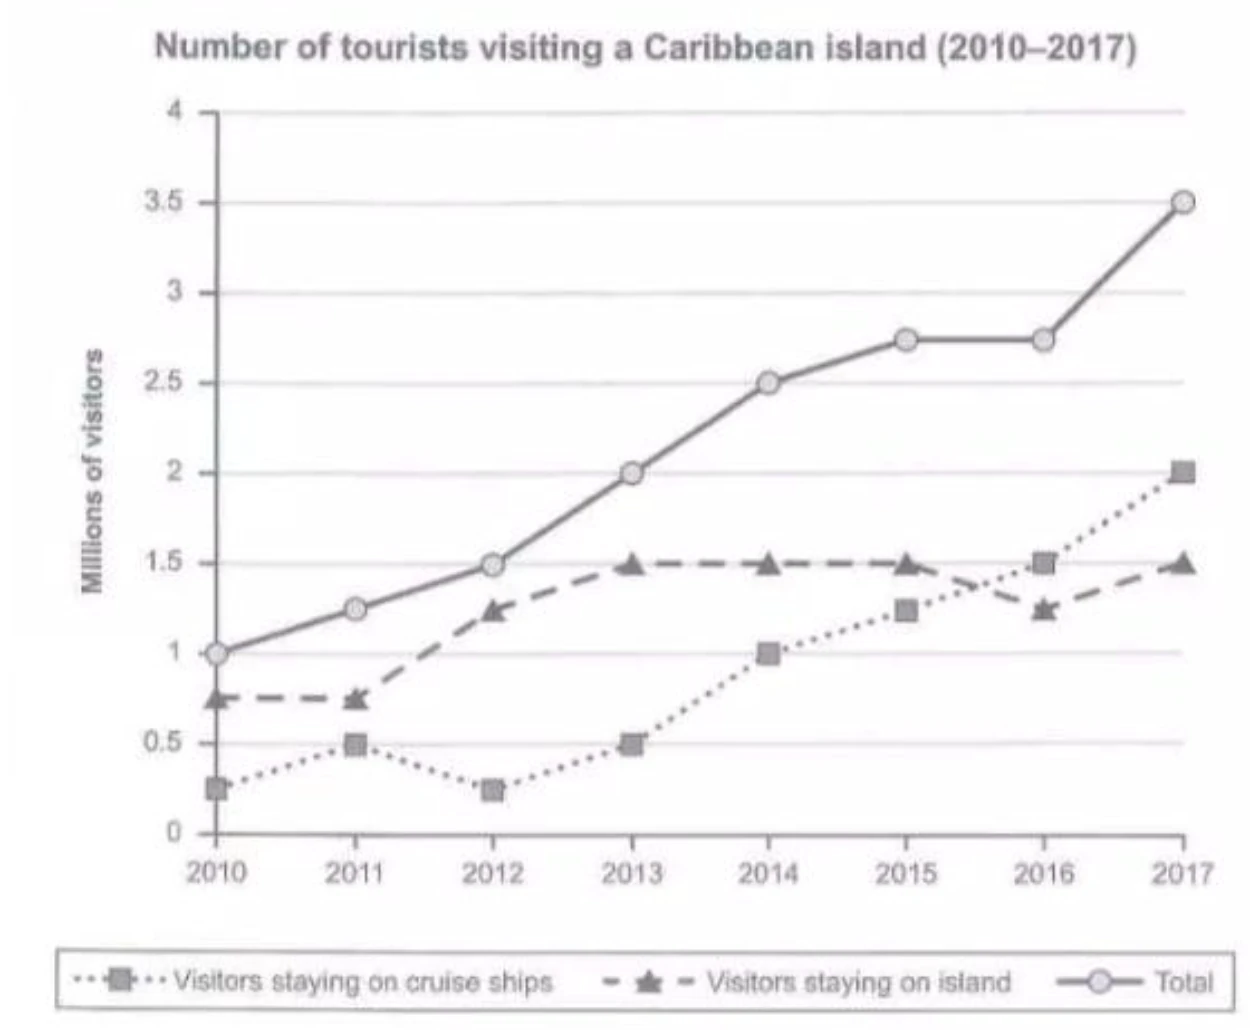 Number of tourists visiting a Caribbean island (2010–2017)
4
3.5
3
2.5
2
1.5
1
0.5
0
Millions of visitors
2010 2011 2012 2013 2014 2015 2016 2017
Visitors staying on cruise ships Visitors staying on island Total